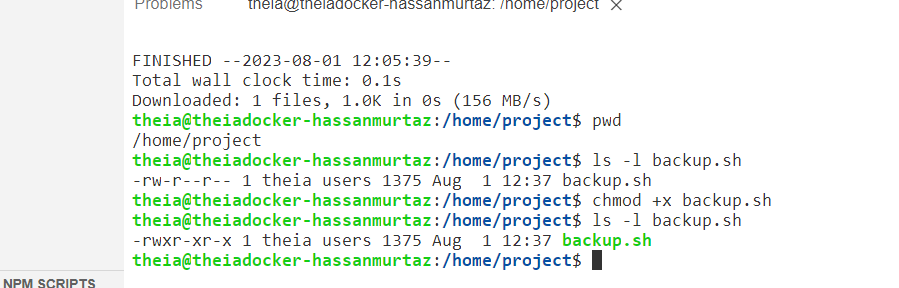 Problems theia@theiadocker-hassanmurtaz: /home/project ×
FINISHED --2023-08-01 12:05:39--
Total wall clock time: 0.1s
Downloaded: 1 files, 1.0K in 0s (156 MB/s)
theia@theiadocker-hassanmurtaz:/home/project$ pwd
/home/project
theia@theiadocker-hassanmurtaz:/home/project$ ls -l backup.sh
-rw-r--r-- 1 theia users 1375 Aug  1 12:37 backup.sh
theia@theiadocker-hassanmurtaz:/home/project$ chmod +x backup.sh
theia@theiadocker-hassanmurtaz:/home/project$ ls -l backup.sh
-rwxr-xr-x 1 theia users 1375 Aug  1 12:37 backup.sh
theia@theiadocker-hassanmurtaz:/home/project$
NPM SCRIPTS